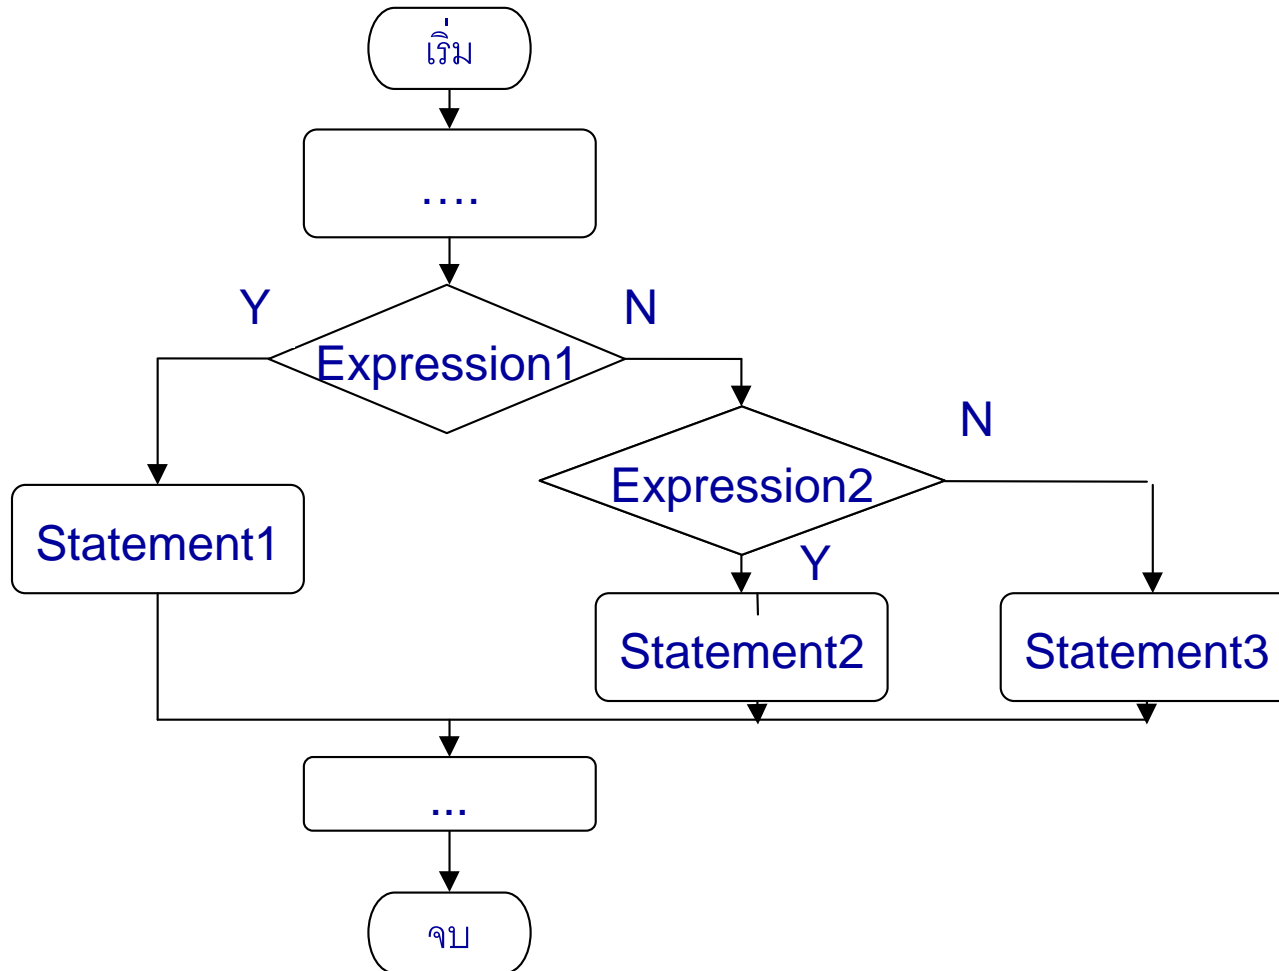 เริ่ม
....
Y
N
Expression1
N
Expression2
Statement1
Y
Statement2
Statement3
...
จบ